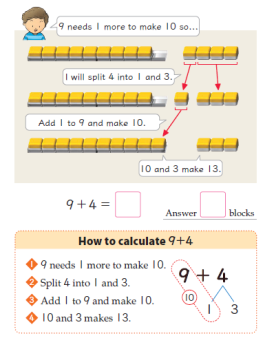 9 needs 1 more to make 10 so...
I will split 4 into 1 and 3.
Add 1 to 9 and make 10.
10 and 3 make 13.
9 + 4 =
Answer blocks
How to calculate 9+4
1 9 needs 1 more to make 10.
2 Split 4 into 1 and 3.
3 Add 1 to 9 and make 10.
4 10 and 3 makes 13.
9 + 4
10
1 3